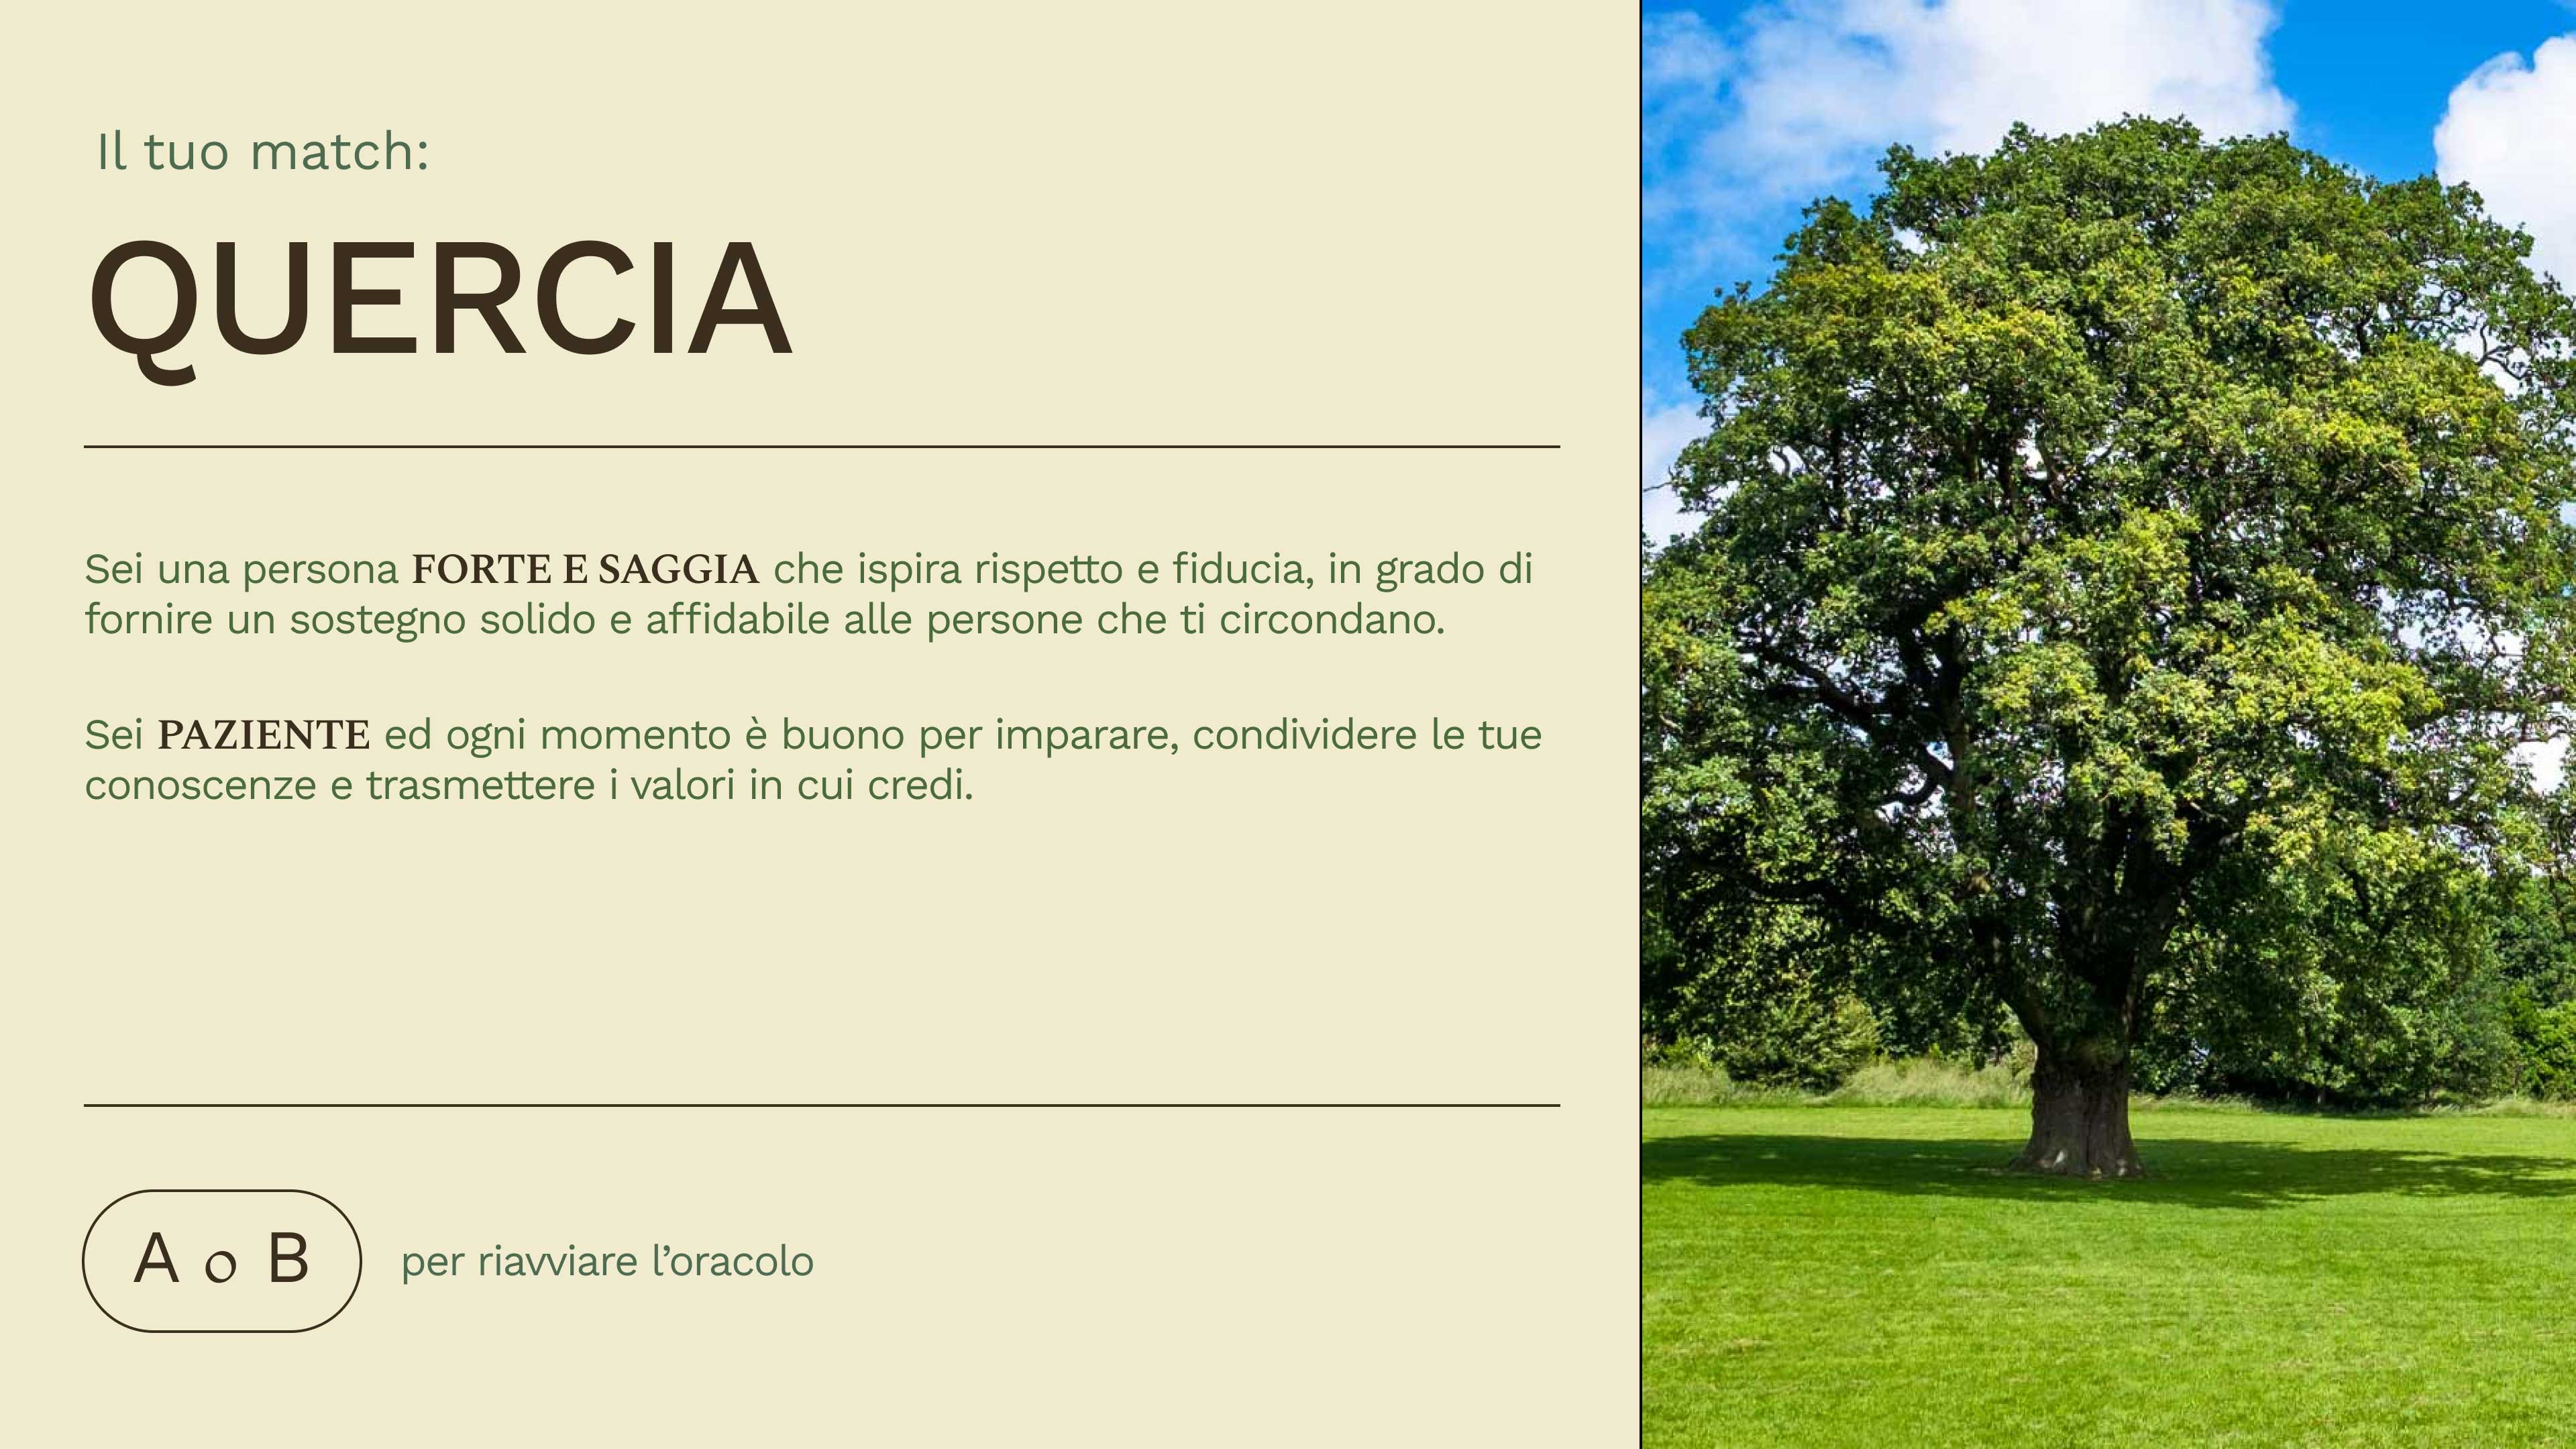 Il tuo match:
QUERCIA
Sei una persona FORTE E SAGGIA che ispira rispetto e fiducia, in grado di
fornire un sostegno solido e affidabile alle persone che ti circondano.
Sei PAZIENTE ed ogni momento è buono per imparare, condividere le tue
conoscenze e trasmettere i valori in cui credi.
A o B per riavviare l’oracolo